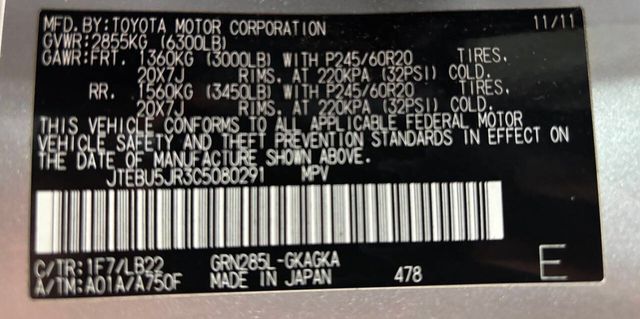 MFD.BY:TOYOTA MOTOR CORPORATION 11/11
GVWR:2855KG (6300LB)
GAWR:FRT. 1360KG (3000LB) WITH P245/60R20 TIRES,
20X7J RIMS, AT 220KPA (32PSI) COLD.
RR. 1560KG (3450LB) WITH P245/60R20 TIRES,
20X7J RIMS, AT 220KPA (32PSI) COLD.
THIS VEHICLE CONFORMS TO ALL APPLICABLE FEDERAL MOTOR
VEHICLE SAFETY AND THEFT PREVENTION STANDARDS IN EFFECT ON
THE DATE OF MANUFACTURE SHOWN ABOVE.
JTEBU5JR3C5080291 MPV
C/TR:1F7/LB22 GRN285L-GKAGKA
A/TM:A01A/A750F MADE IN JAPAN 478 E